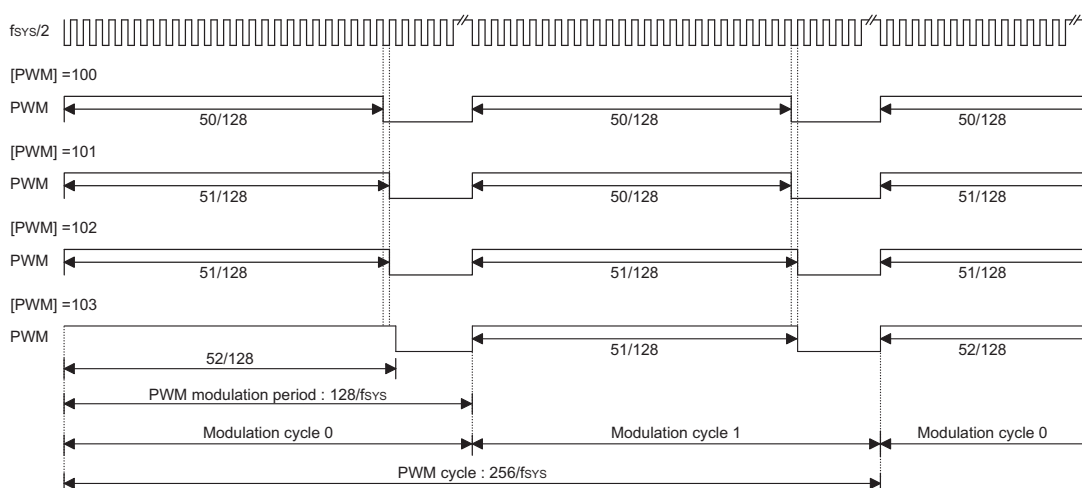 fSYS/2
[PWM] =100
PWM
50/128 50/128 50/128
[PWM] =101
PWM
51/128 50/128 51/128
[PWM] =102
PWM
51/128 51/128 51/128
[PWM] =103
PWM
52/128 51/128 52/128
PWM modulation period : 128/fSYS
Modulation cycle 0 Modulation cycle 1 Modulation cycle 0
PWM cycle : 256/fSYS